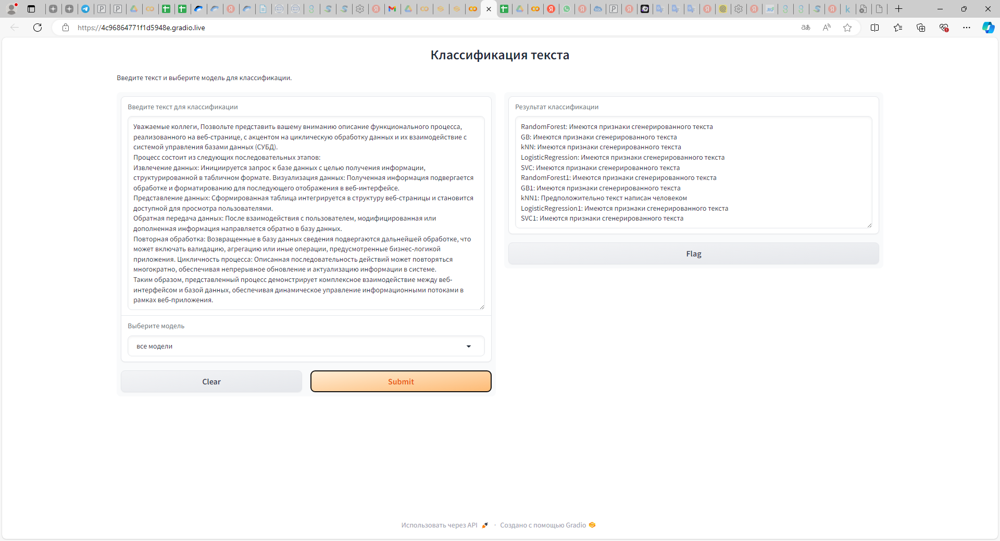 https://4c96864771f1d5948e.gradio.live
Классификация текста
Введите текст и выберите модель для классификации.
Введите текст для классификации
Уважаемые коллеги, Позвольте представить вашему вниманию описание функционального процесса,
реализованного на веб-странице, с акцентом на циклическую обработку данных и их взаимодействие с
системой управления базами данных (СУБД).
Процесс состоит из следующих последовательных этапов:
Извлечение данных: Инициируется запрос к базе данных с целью получения информации,
структурированной в табличном формате. Визуализация данных: Полученная информация подвергается
обработке и форматированию для последующего отображения в веб-интерфейсе.
Представление данных: Сформированная таблица интегрируется в структуру веб-страницы и становится
доступной для просмотра пользователями.
Обратная передача данных: После взаимодействия с пользователем, модифицированная или
дополненная информация направляется обратно в базу данных.
Повторная обработка: Возвращенные в базу данных сведения подвергаются дальнейшей обработке, что
может включать валидацию, агрегацию или иные операции, предусмотренные бизнес-логикой
приложения. Цикличность процесса: Описанная последовательность действий может повторяться
многократно, обеспечивая непрерывное обновление и актуализацию информации в системе.
Таким образом, представленный процесс демонстрирует комплексное взаимодействие между веб-
интерфейсом и базой данных, обеспечивая динамическое управление информационными потоками в
рамках веб-приложения.
Выберите модель
все модели
Clear
Submit
Результат классификации
RandomForest: Имеются признаки сгенерированного текста
GB: Имеются признаки сгенерированного текста
kNN: Имеются признаки сгенерированного текста
LogisticRegression: Имеются признаки сгенерированного текста
SVC: Имеются признаки сгенерированного текста
RandomForest1: Имеются признаки сгенерированного текста
GB1: Имеются признаки сгенерированного текста
kNN1: Предположительно текст написан человеком
LogisticRegression1: Имеются признаки сгенерированного текста
SVC1: Имеются признаки сгенерированного текста
Flag
Использовать через API · Создано с помощью Gradio